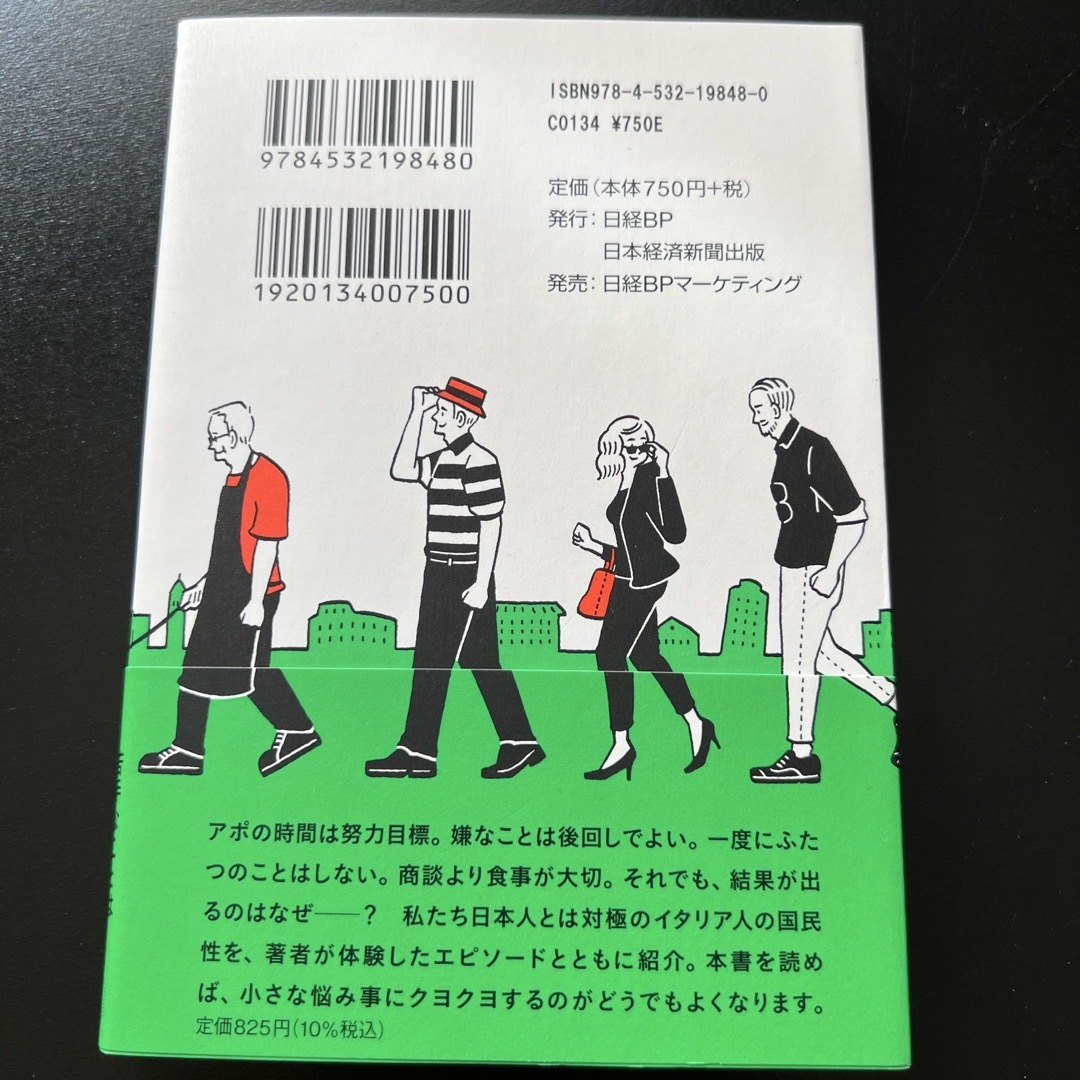 9784532198480
1920134007500
ISBN978-4-532-19848-0
C0134 ¥750E
定価(本体750円+税)
発行:日経BP
日本経済新聞出版
発売:日経BPマーケティング
アポの時間は努力目標。嫌なことは後回しでよい。一度にふた
つのことはしない。商談より食事が大切。それでも、結果が出
るのはなぜ——? 私たち日本人とは対極のイタリア人の国民
性を、著者が体験したエピソードとともに紹介。本書を読め
ば、小さな悩み事にクヨクヨするのがどうでもよくなります。
定価825円(10%税込)